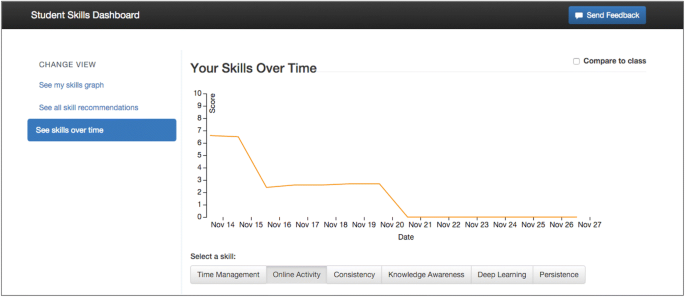 Student Skills Dashboard
Send Feedback
CHANGE VIEW
See my skills graph
See all skill recommendations
See skills over time
Your Skills Over Time
Compare to class
Score
10
9
8
7
6
5
4
3
2
1
0
Nov 14 Nov 15 Nov 16 Nov 17 Nov 18 Nov 19 Nov 20 Nov 21 Nov 22 Nov 23 Nov 24 Nov 25 Nov 26 Nov 27
Date
Select a skill:
Time Management Online Activity Consistency Knowledge Awareness Deep Learning Persistence